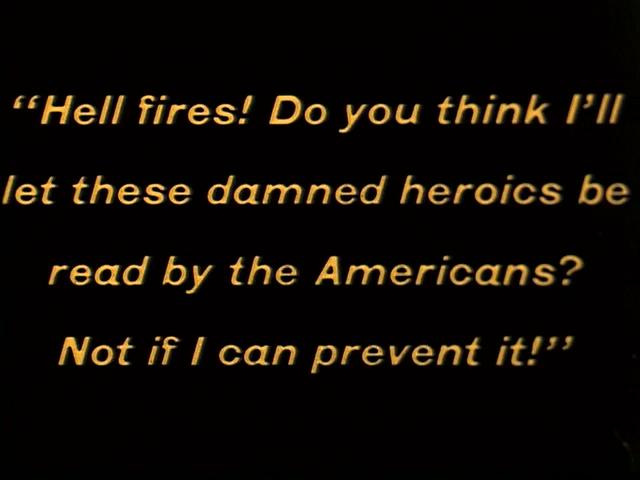 “Hell fires! Do you think I’ll
let these damned heroics be
read by the Americans?
Not if I can prevent it!”